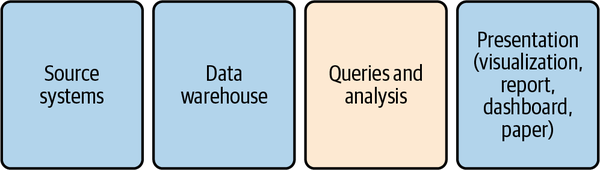 Source
systems
Data
warehouse
Queries and
analysis
Presentation
(visualization,
report,
dashboard,
paper)